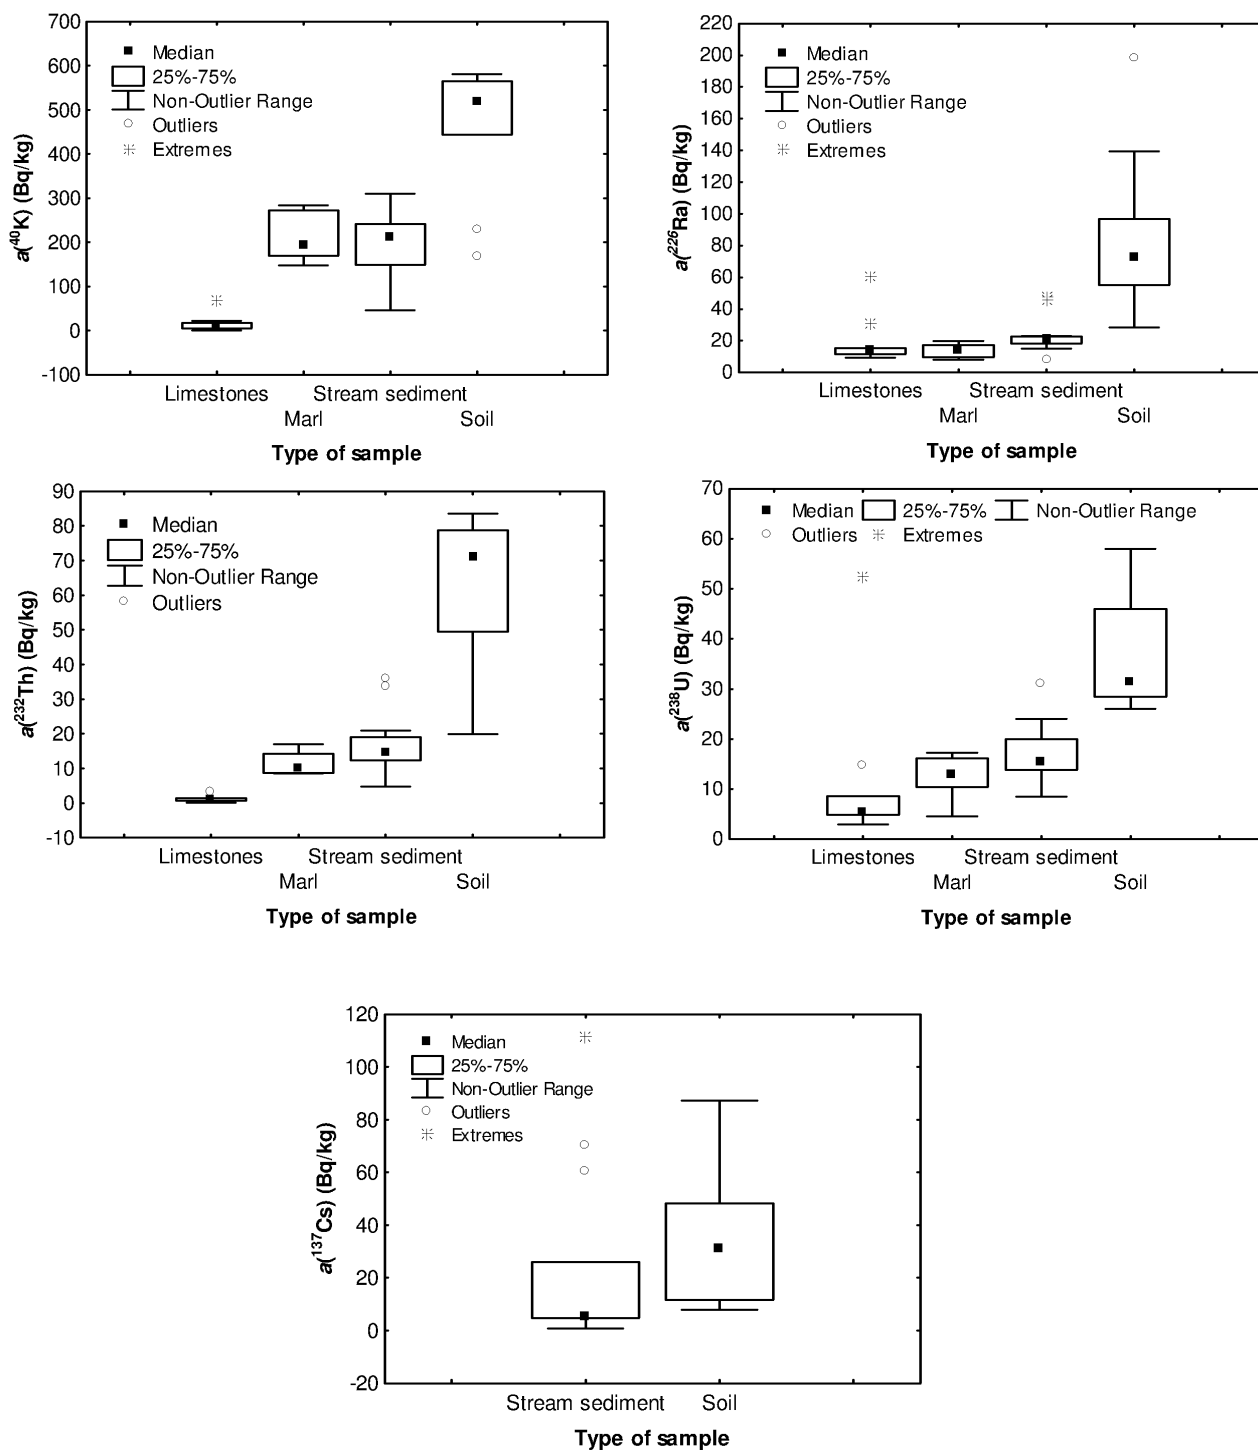 700
600
500
400
300
200
100
0
-100
a(⁴⁰K) (Bq/kg)
Median
25%-75%
Non-Outlier Range
Outliers
Extremes
Limestones
Stream sediment
Marl
Soil
Type of sample
220
200
180
160
140
120
100
80
60
40
20
0
a(²²⁶Ra) (Bq/kg)
Median
25%-75%
Non-Outlier Range
Outliers
Extremes
Limestones
Stream sediment
Marl
Soil
Type of sample
90
80
70
60
50
40
30
20
10
0
-10
a(²³²Th) (Bq/kg)
Median
25%-75%
Non-Outlier Range
Outliers
Limestones
Stream sediment
Marl
Soil
Type of sample
70
60
50
40
30
20
10
0
a(²³⁸U) (Bq/kg)
Median 25%-75% Non-Outlier Range
Outliers Extremes
Limestones
Stream sediment
Marl
Soil
Type of sample
120
100
80
60
40
20
0
-20
a(¹³⁷Cs) (Bq/kg)
Median
25%-75%
Non-Outlier Range
Outliers
Extremes
Stream sediment
Soil
Type of sample